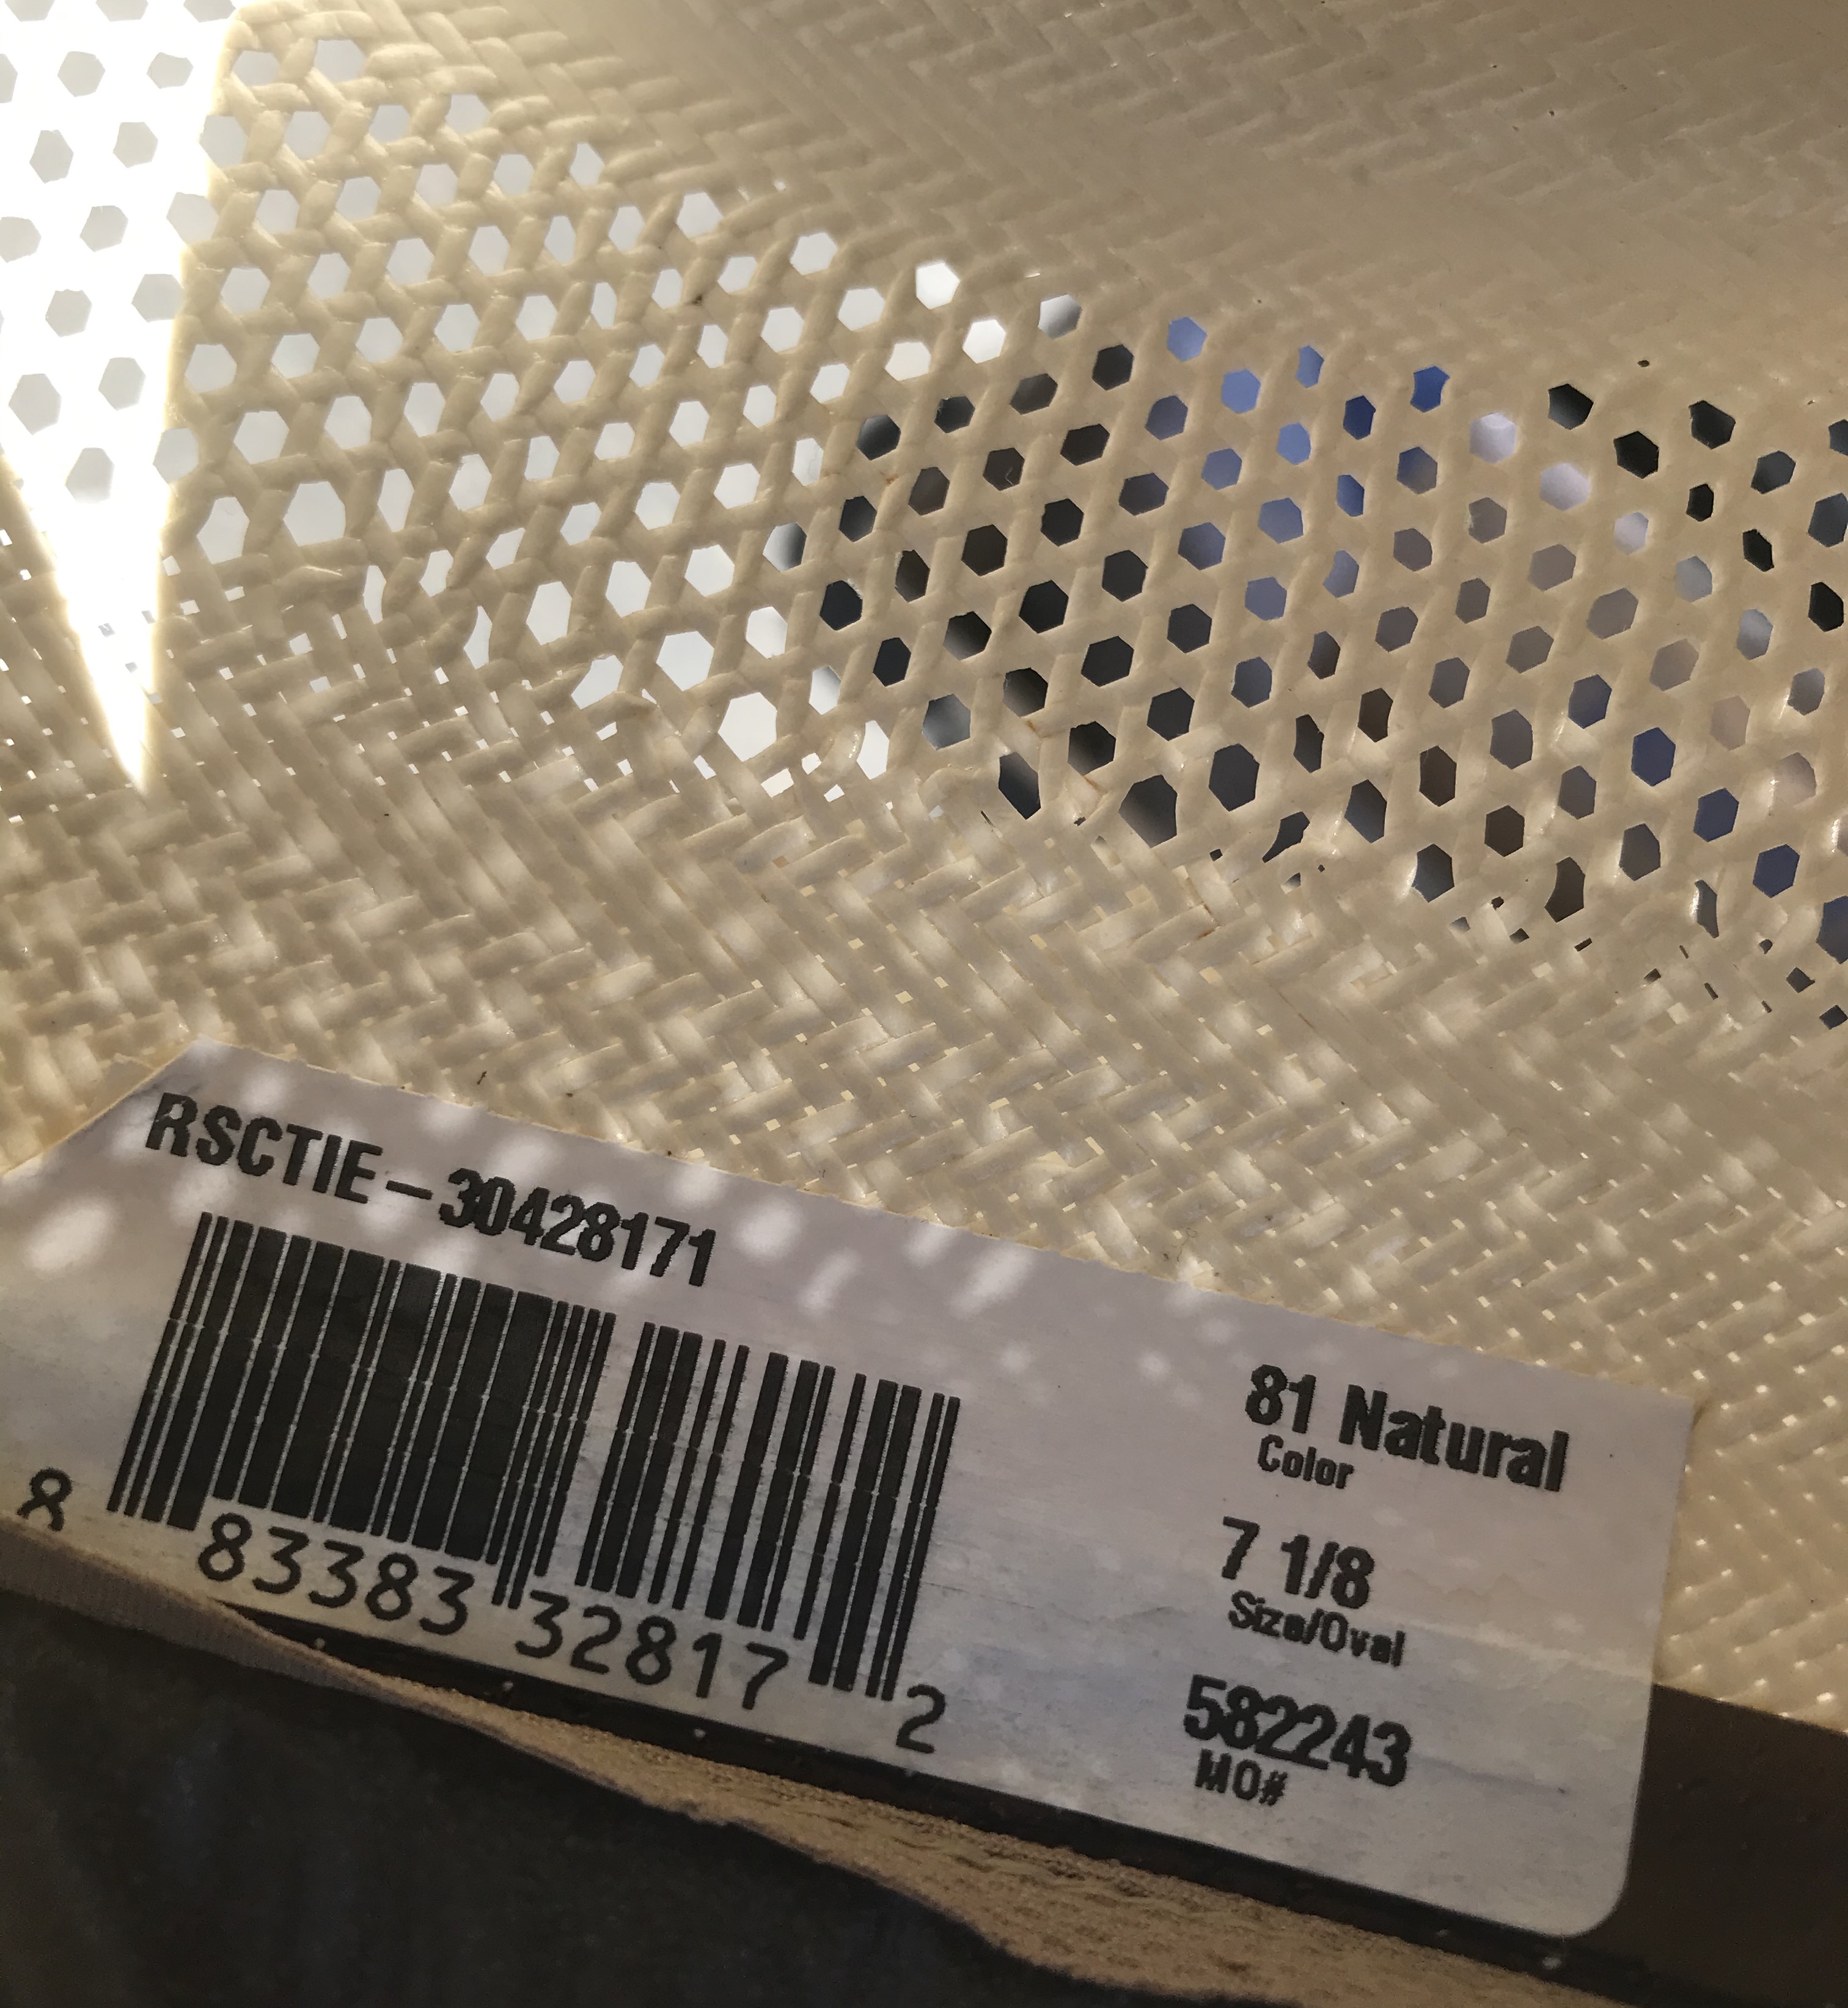 RSCTIE-30428171
8 83383 32817 2
81 Natural
Color
7 1/8
Size/Oval
582243
MO#